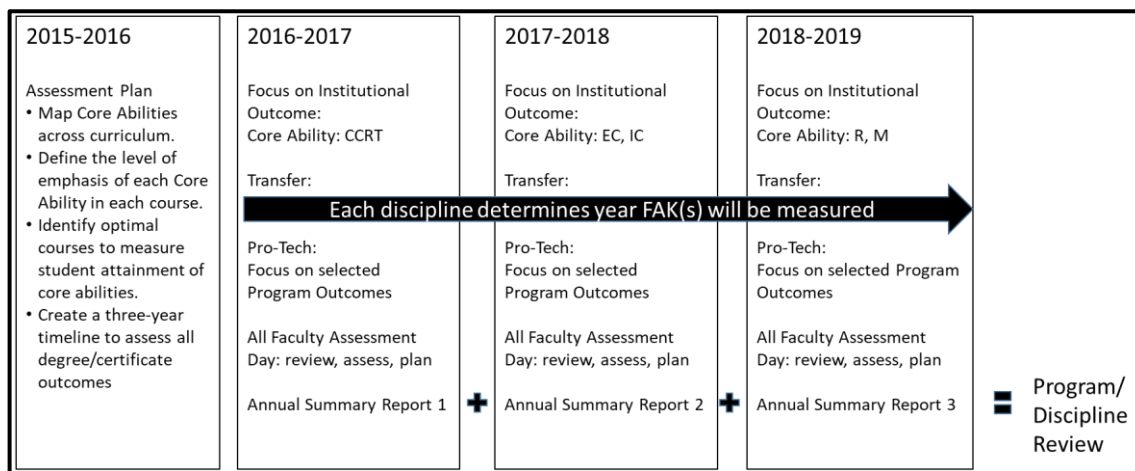 2015-2016
Assessment Plan
• Map Core Abilities
across curriculum.
• Define the level of
emphasis of each Core
Ability in each course.
• Identify optimal
courses to measure
student attainment of
core abilities.
• Create a three-year
timeline to assess all
degree/certificate
outcomes
2016-2017
Focus on Institutional
Outcome:
Core Ability: CCRT
Transfer:
2017-2018
Focus on Institutional
Outcome:
Core Ability: EC, IC
Transfer:
2018-2019
Focus on Institutional
Outcome:
Core Ability: R, M
Transfer:
Each discipline determines year FAK(s) will be measured
Pro-Tech:
Focus on selected
Program Outcomes
All Faculty Assessment
Day: review, assess, plan
Annual Summary Report 1
+
Pro-Tech:
Focus on selected
Program Outcomes
All Faculty Assessment
Day: review, assess, plan
Annual Summary Report 2
+
Pro-Tech:
Focus on selected Program
Outcomes
All Faculty Assessment
Day: review, assess, plan
Annual Summary Report 3
=
Program/
Discipline
Review